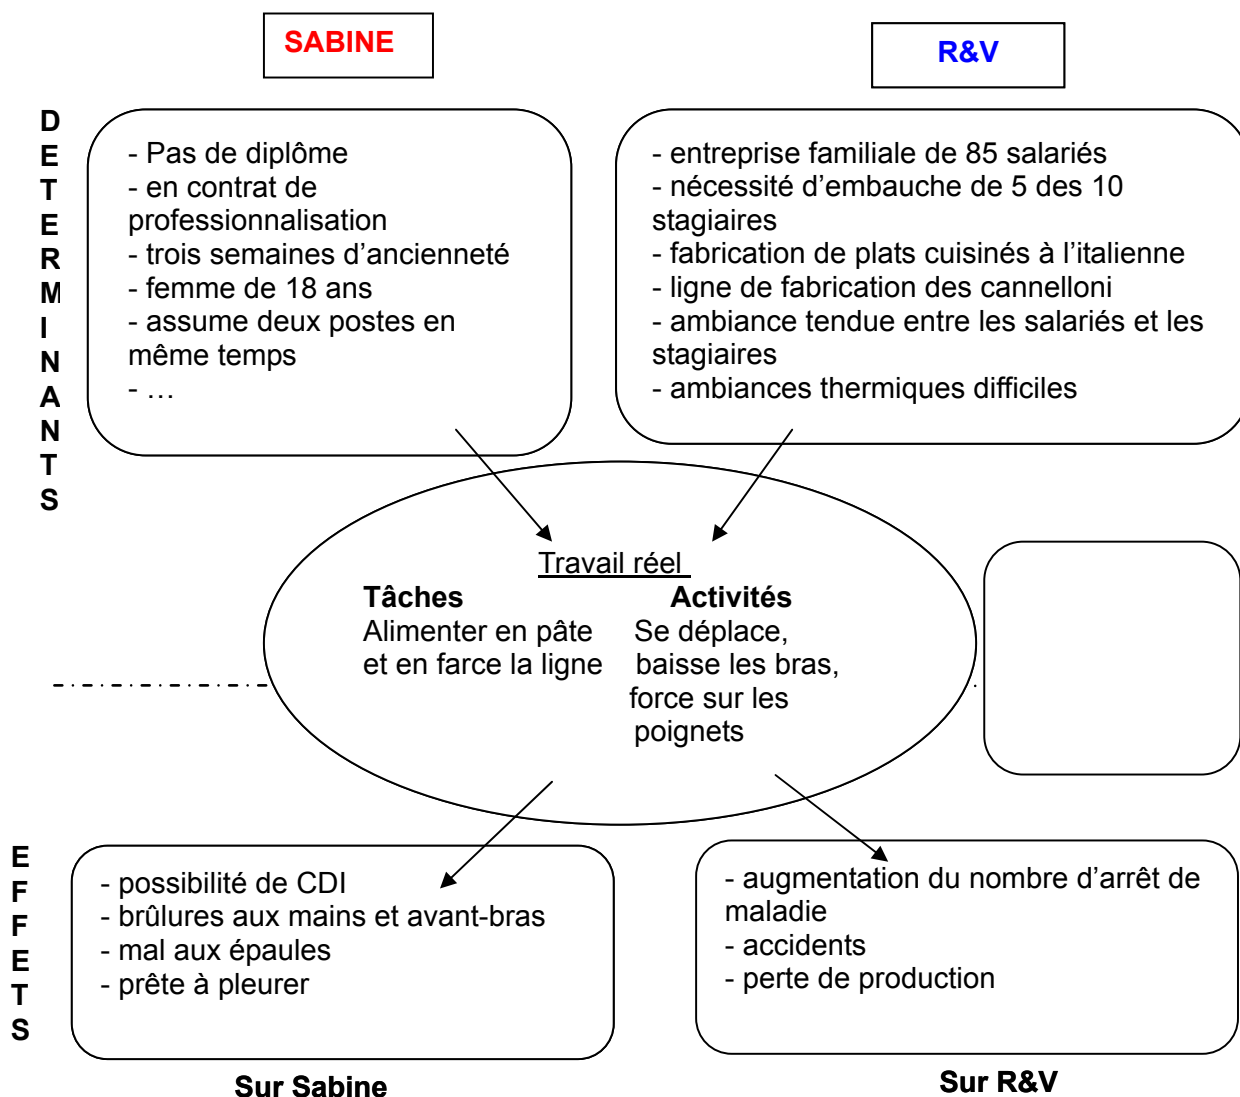 SABINE
R&V
DETERMINANTS
- Pas de diplôme
- en contrat de
professionnalisation
- trois semaines d'ancienneté
- femme de 18 ans
- assume deux postes en
même temps
- …
- entreprise familiale de 85 salariés
- nécessité d'embauche de 5 des 10
stagiaires
- fabrication de plats cuisinés à l'italienne
- ligne de fabrication des cannelloni
- ambiance tendue entre les salariés et les
stagiaires
- ambiances thermiques difficiles
Travail réel
Tâches
Alimenter en pâte
et en farce la ligne
Activités
Se déplace,
baisse les bras,
force sur les
poignets
EFFETS
- possibilité de CDI
- brûlures aux mains et avant-bras
- mal aux épaules
- prête à pleurer
- augmentation du nombre d'arrêt de
maladie
- accidents
- perte de production
Sur Sabine
Sur R&V